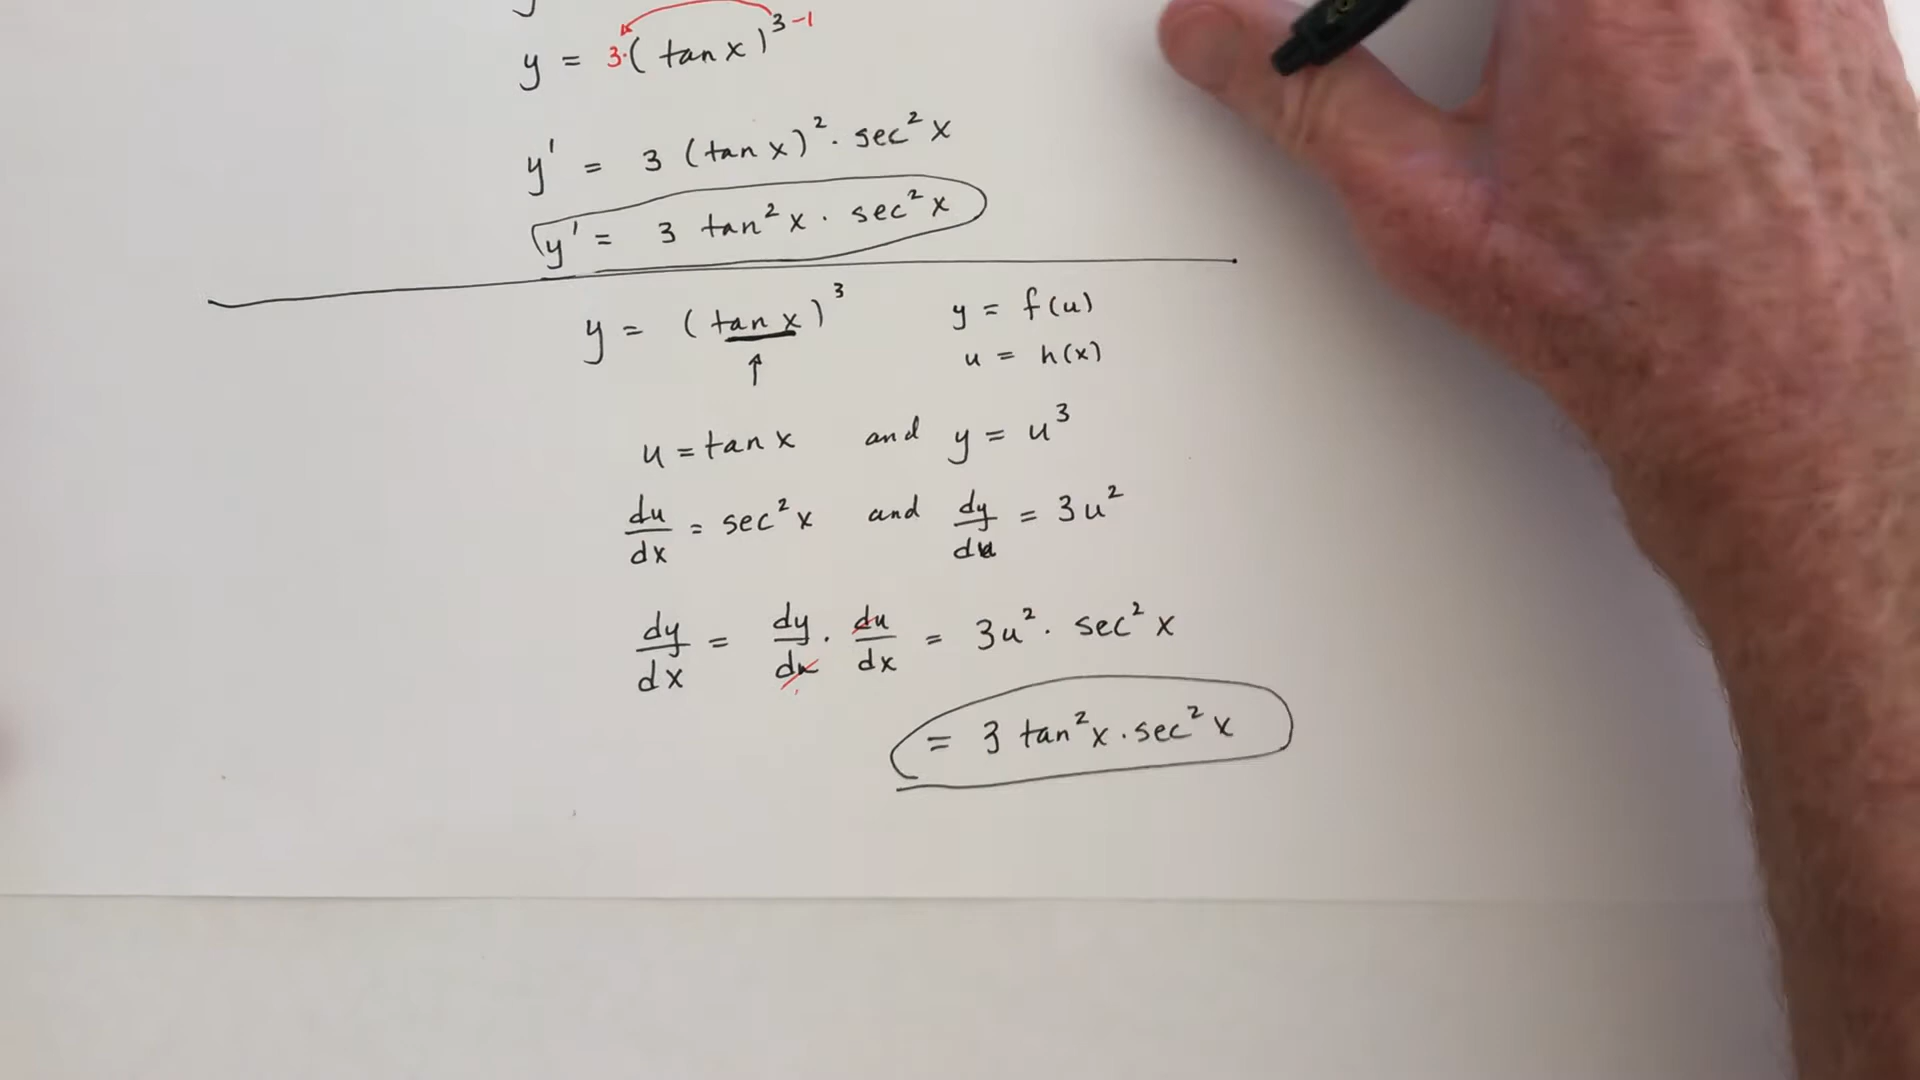 y = 3·(tan x)³⁻¹
y' = 3 (tan x)² · sec² x
y' = 3 tan² x · sec² x
y = (tan x)³ y = f(u)
↑ u = h(x)
u = tan x and y = u³
du/dx = sec² x and dy/du = 3u²
dy/dx = dy/du · du/dx = 3u² · sec² x
= 3 tan² x · sec² x